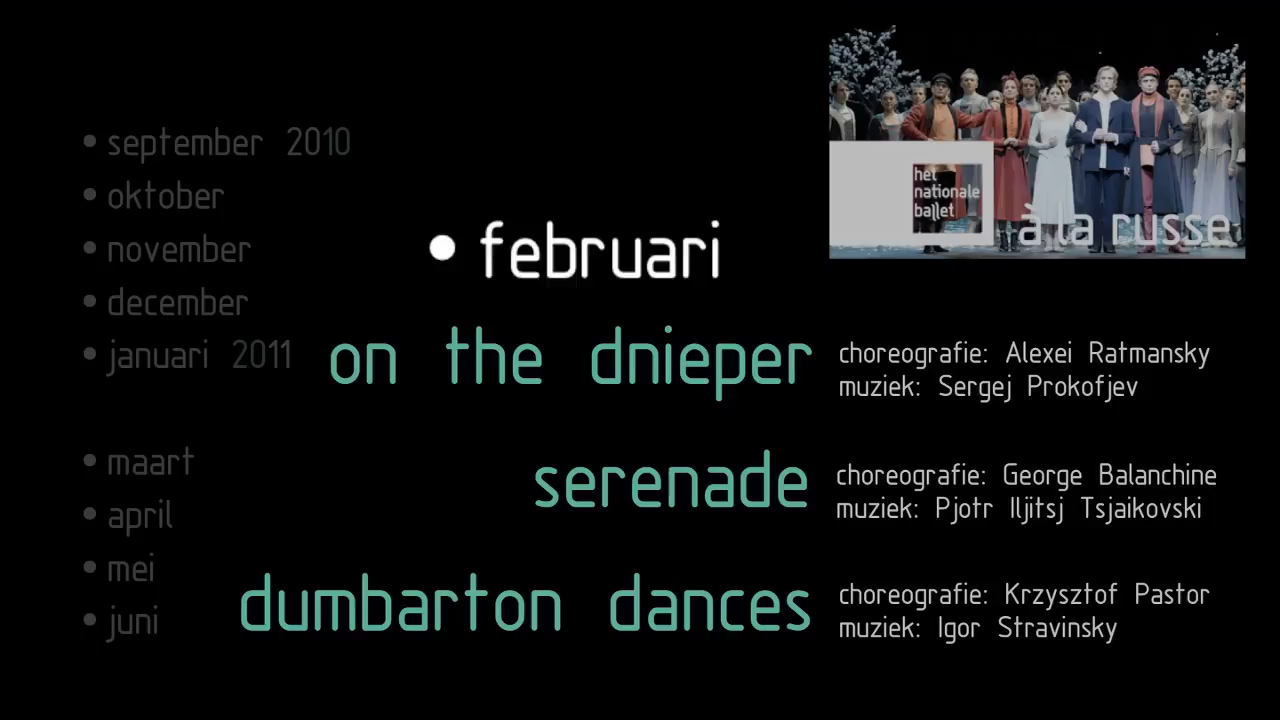 • september 2010
• oktober
• november
• december
• januari 2011
• maart
• april
• mei
• juni
• februari
on the dnieper
choreografie: Alexei Ratmansky
muziek: Sergej Prokofjev
serenade
choreografie: George Balanchine
muziek: Pjotr Iljitsj Tsjaikovski
dumbarton dances
choreografie: Krzysztof Pastor
muziek: Igor Stravinsky
het
nationale
ballet
à la russe